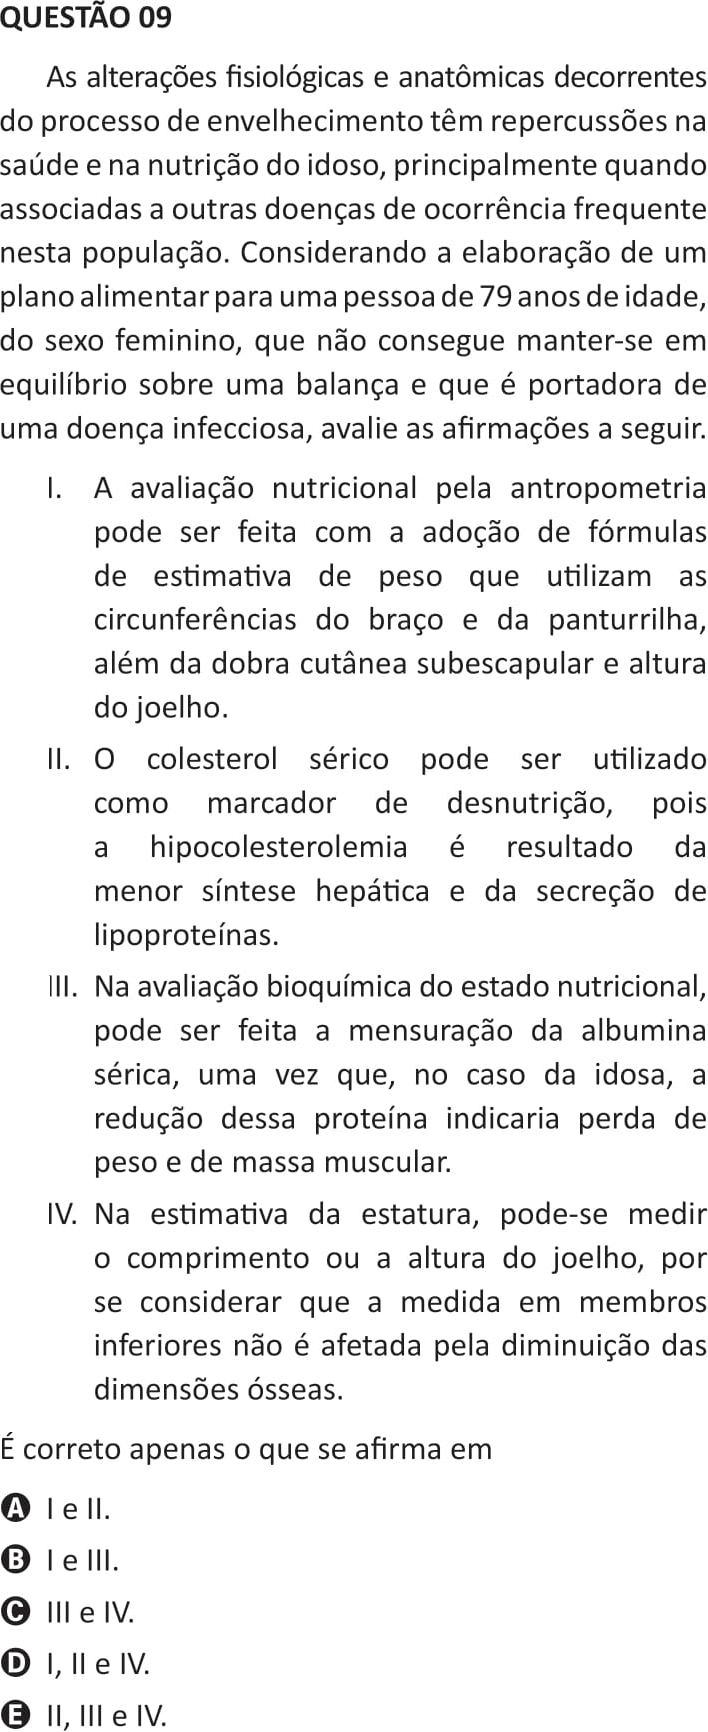 QUESTÃO 09
As alterações fisiológicas e anatômicas decorrentes
do processo de envelhecimento têm repercussões na
saúde e na nutrição do idoso, principalmente quando
associadas a outras doenças de ocorrência frequente
nesta população. Considerando a elaboração de um
plano alimentar para uma pessoa de 79 anos de idade,
do sexo feminino, que não consegue manter-se em
equilíbrio sobre uma balança e que é portadora de
uma doença infecciosa, avalie as afirmações a seguir.
I. A avaliação nutricional pela antropometria
pode ser feita com a adoção de fórmulas
de estimativa de peso que utilizam as
circunferências do braço e da panturrilha,
além da dobra cutânea subescapular e altura
do joelho.
II. O colesterol sérico pode ser utilizado
como marcador de desnutrição, pois
a hipocolesterolemia é resultado da
menor síntese hepática e da secreção de
lipoproteínas.
III. Na avaliação bioquímica do estado nutricional,
pode ser feita a mensuração da albumina
sérica, uma vez que, no caso da idosa, a
redução dessa proteína indicaria perda de
peso e de massa muscular.
IV. Na estimativa da estatura, pode-se medir
o comprimento ou a altura do joelho, por
se considerar que a medida em membros
inferiores não é afetada pela diminuição das
dimensões ósseas.
É correto apenas o que se afirma em
A I e II.
B I e III.
C III e IV.
D I, II e IV.
E II, III e IV.